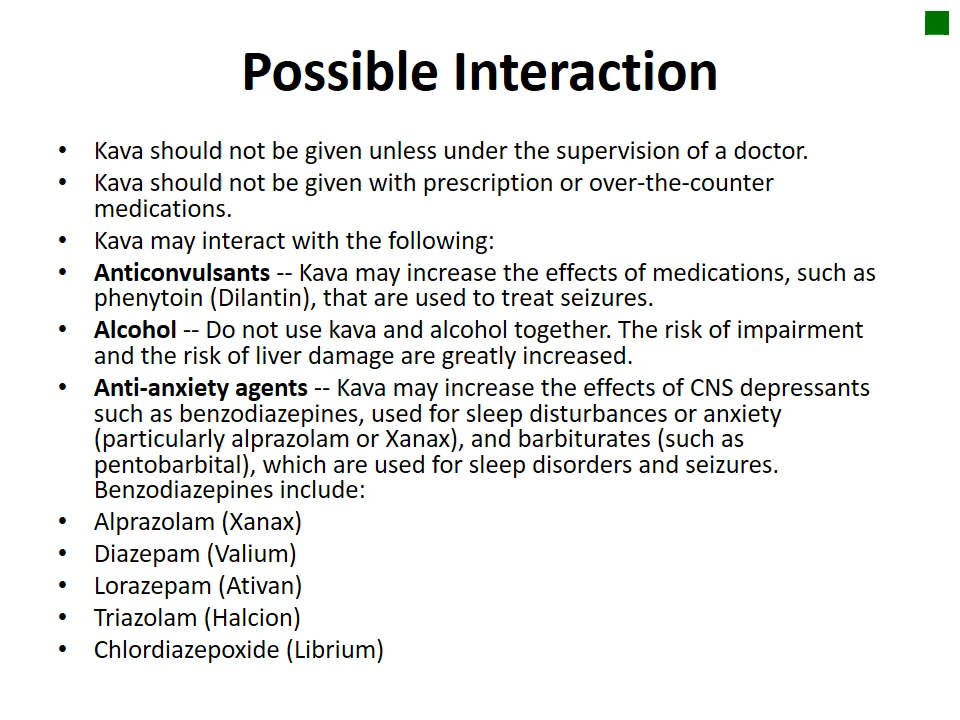 Possible Interaction
• Kava should not be given unless under the supervision of a doctor.
• Kava should not be given with prescription or over-the-counter
medications.
• Kava may interact with the following:
• Anticonvulsants -- Kava may increase the effects of medications, such as
phenytoin (Dilantin), that are used to treat seizures.
• Alcohol -- Do not use kava and alcohol together. The risk of impairment
and the risk of liver damage are greatly increased.
• Anti-anxiety agents -- Kava may increase the effects of CNS depressants
such as benzodiazepines, used for sleep disturbances or anxiety
(particularly alprazolam or Xanax), and barbiturates (such as
pentobarbital), which are used for sleep disorders and seizures.
Benzodiazepines include:
• Alprazolam (Xanax)
• Diazepam (Valium)
• Lorazepam (Ativan)
• Triazolam (Halcion)
• Chlordiazepoxide (Librium)